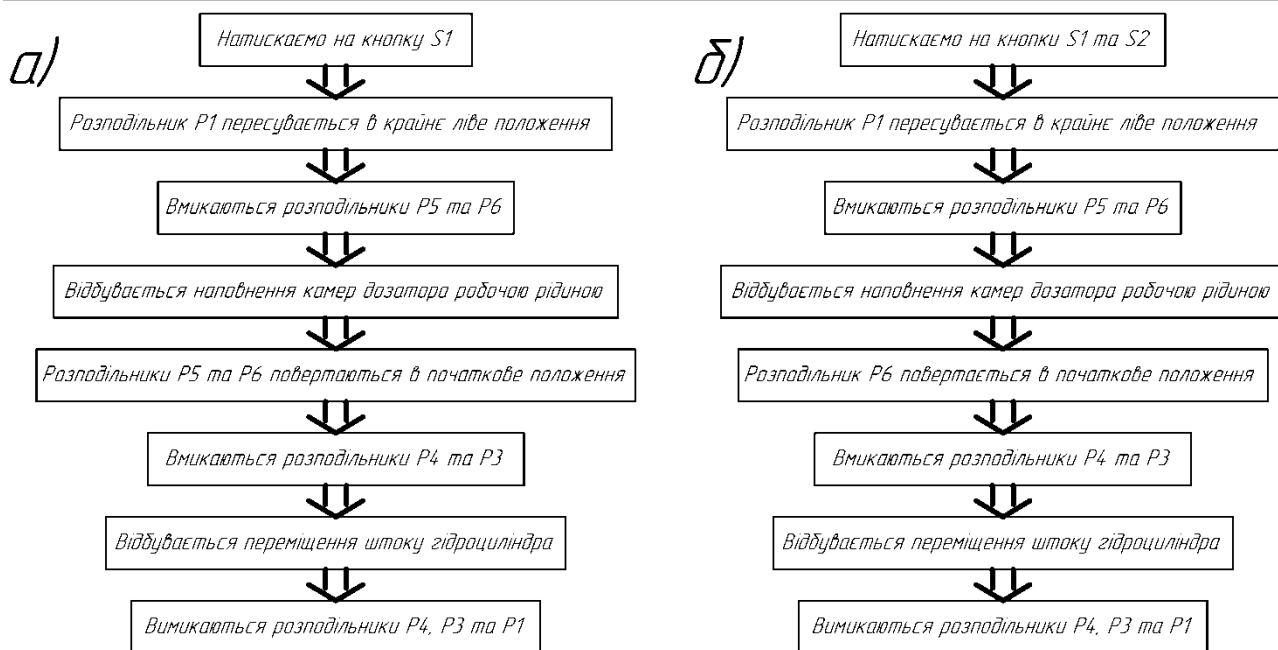 а)
Натискаємо на кнопку S1
Розподільник Р1 пересувається в крайнє ліве положення
Вмикаються розподільники Р5 та Р6
Відбувається наповнення камер дозатора робочою рідиною
Розподільники Р5 та Р6 повертаються в початкове положення
Вмикаються розподільники Р4 та Р3
Відбувається переміщення штоку гідроциліндра
Вимикаються розподільники Р4, Р3 та Р1
б)
Натискаємо на кнопки S1 та S2
Розподільник Р1 пересувається в крайнє ліве положення
Вмикаються розподільники Р5 та Р6
Відбувається наповнення камер дозатора робочою рідиною
Розподільник Р6 повертається в початкове положення
Вмикаються розподільники Р4 та Р3
Відбувається переміщення штоку гідроциліндра
Вимикаються розподільники Р4, Р3 та Р1